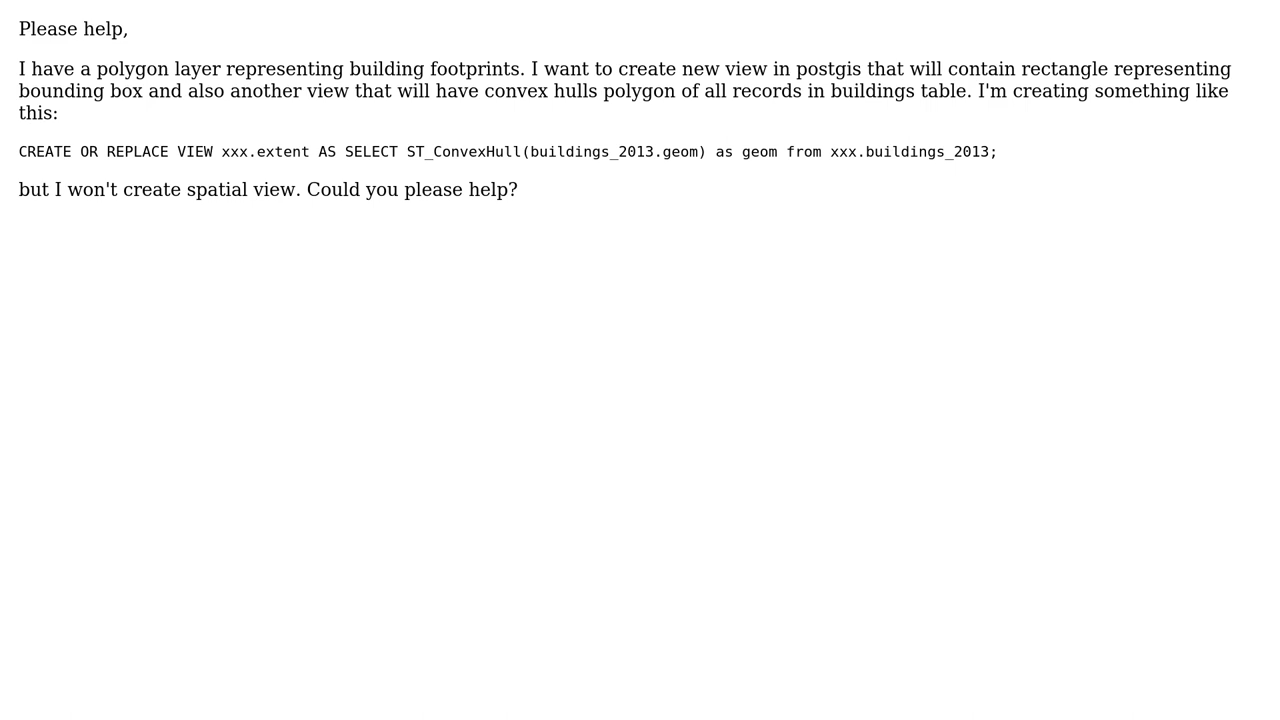 Please help,
I have a polygon layer representing building footprints. I want to create new view in postgis that will contain rectangle representing
bounding box and also another view that will have convex hulls polygon of all records in buildings table. I'm creating something like
this:
CREATE OR REPLACE VIEW xxx.extent AS SELECT ST_ConvexHull(buildings_2013.geom) as geom from xxx.buildings_2013;
but I won't create spatial view. Could you please help?